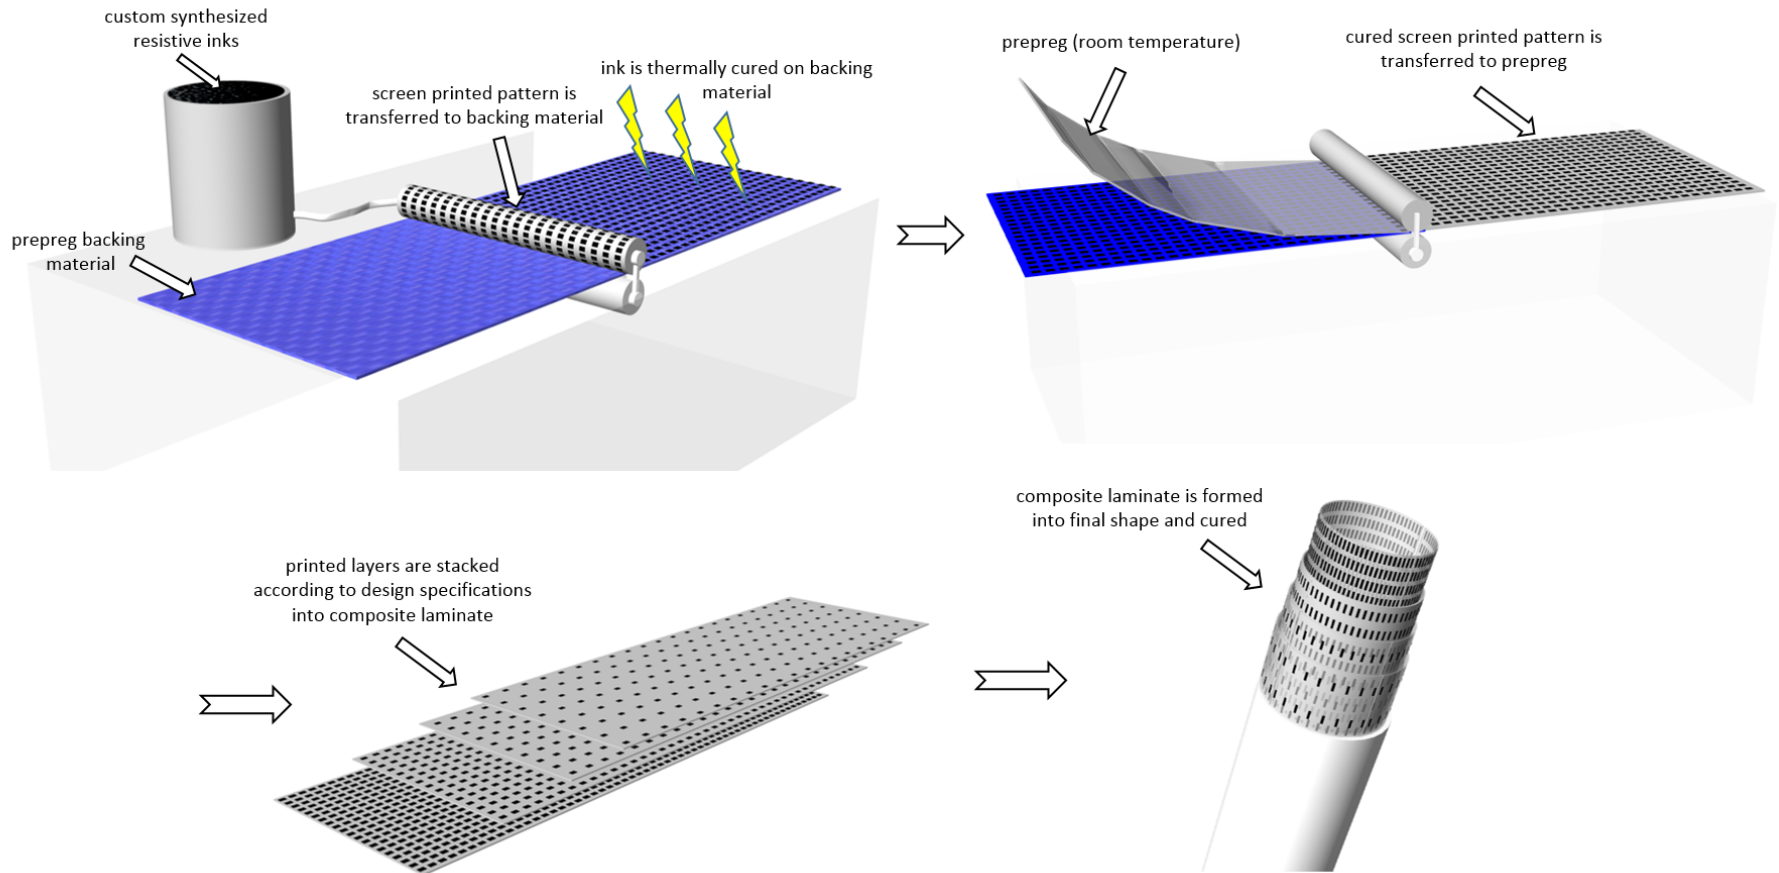 custom synthesized
resistive inks
screen printed pattern is
transferred to backing material
ink is thermally cured on backing
material
prepreg backing
material
prepreg (room temperature)
cured screen printed pattern is
transferred to prepreg
printed layers are stacked
according to design specifications
into composite laminate
composite laminate is formed
into final shape and cured